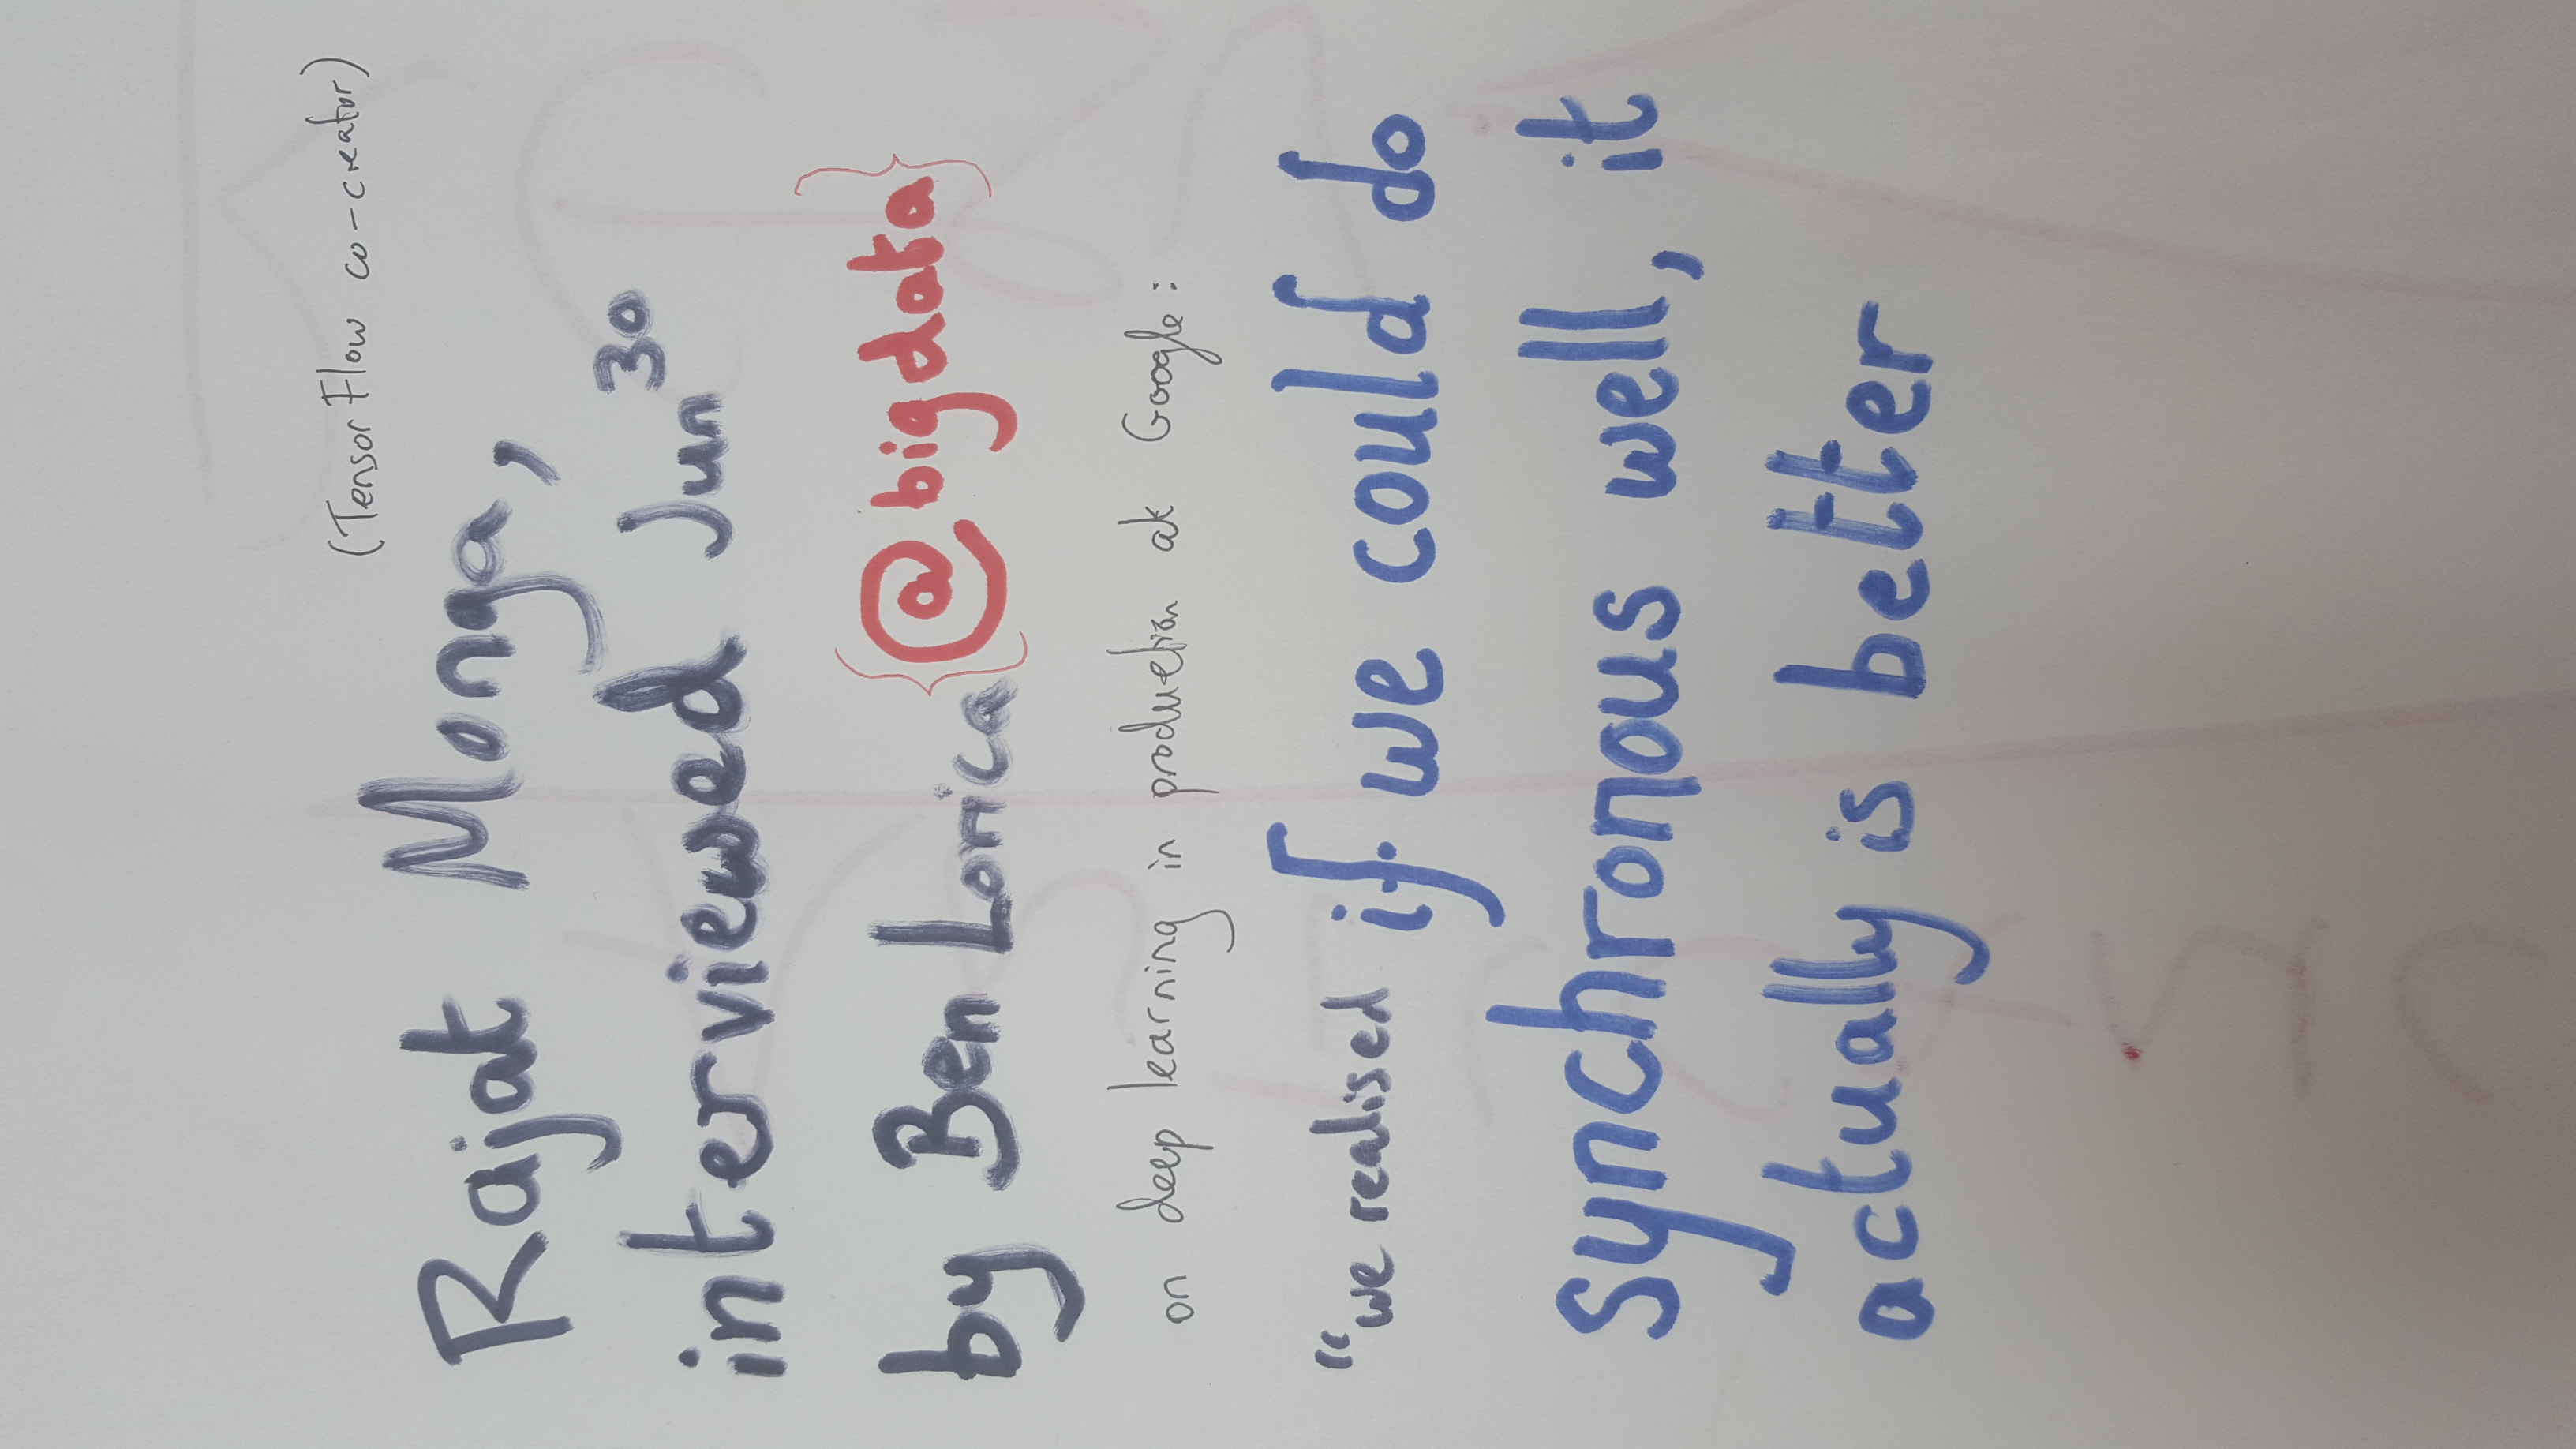 (TensorFlow co-creator)
Rajat Monga,
interviewed Jun 30
by Ben Lorica {@bigdata}
on deep learning in production at Google:
“we realised if we could do
synchronous well, it
actually is better